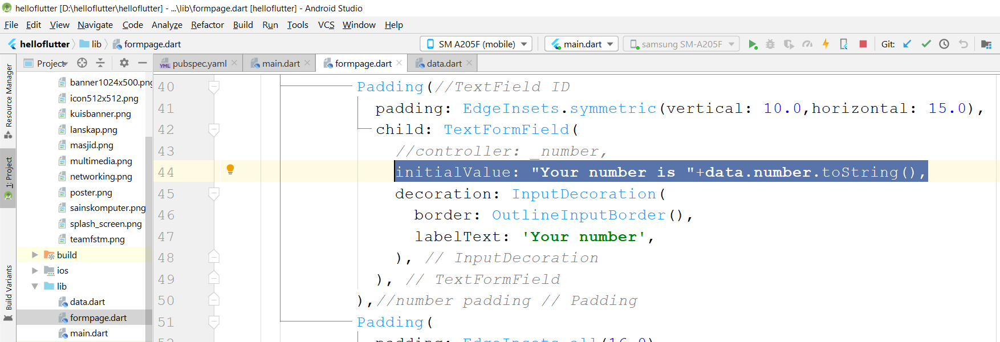 helloflutter [D:\helloflutter\helloflutter] - ...\lib\formpage.dart [helloflutter] - Android Studio
File Edit View Navigate Code Analyze Refactor Build Run Tools VCS Window Help
helloflutter lib formpage.dart SM A205F (mobile) main.dart samsung SM-A205F Git:
Project pubspec.yaml main.dart formpage.dart data.dart
Resource Manager
1: Project
Build Variants
banner1024x500.png
icon512x512.png
kuisbanner.png
lanskap.png
masjid.png
multimedia.png
networking.png
poster.png
sainskomputer.png
splash_screen.png
teamfstm.png
build
ios
lib
data.dart
formpage.dart
main.dart
40 Padding(//TextField ID
41 padding: EdgeInsets.symmetric(vertical: 10.0,horizontal: 15.0),
42 child: TextFormField(
43 //controller: _number,
44 initialValue: "Your number is "+data.number.toString(),
45 decoration: InputDecoration(
46 border: OutlineInputBorder(),
47 labelText: 'Your number',
48 ), // InputDecoration
49 ), // TextFormField
50 ),//number padding // Padding
51 Padding(
52 padding: EdgeInsets.all(16.0)